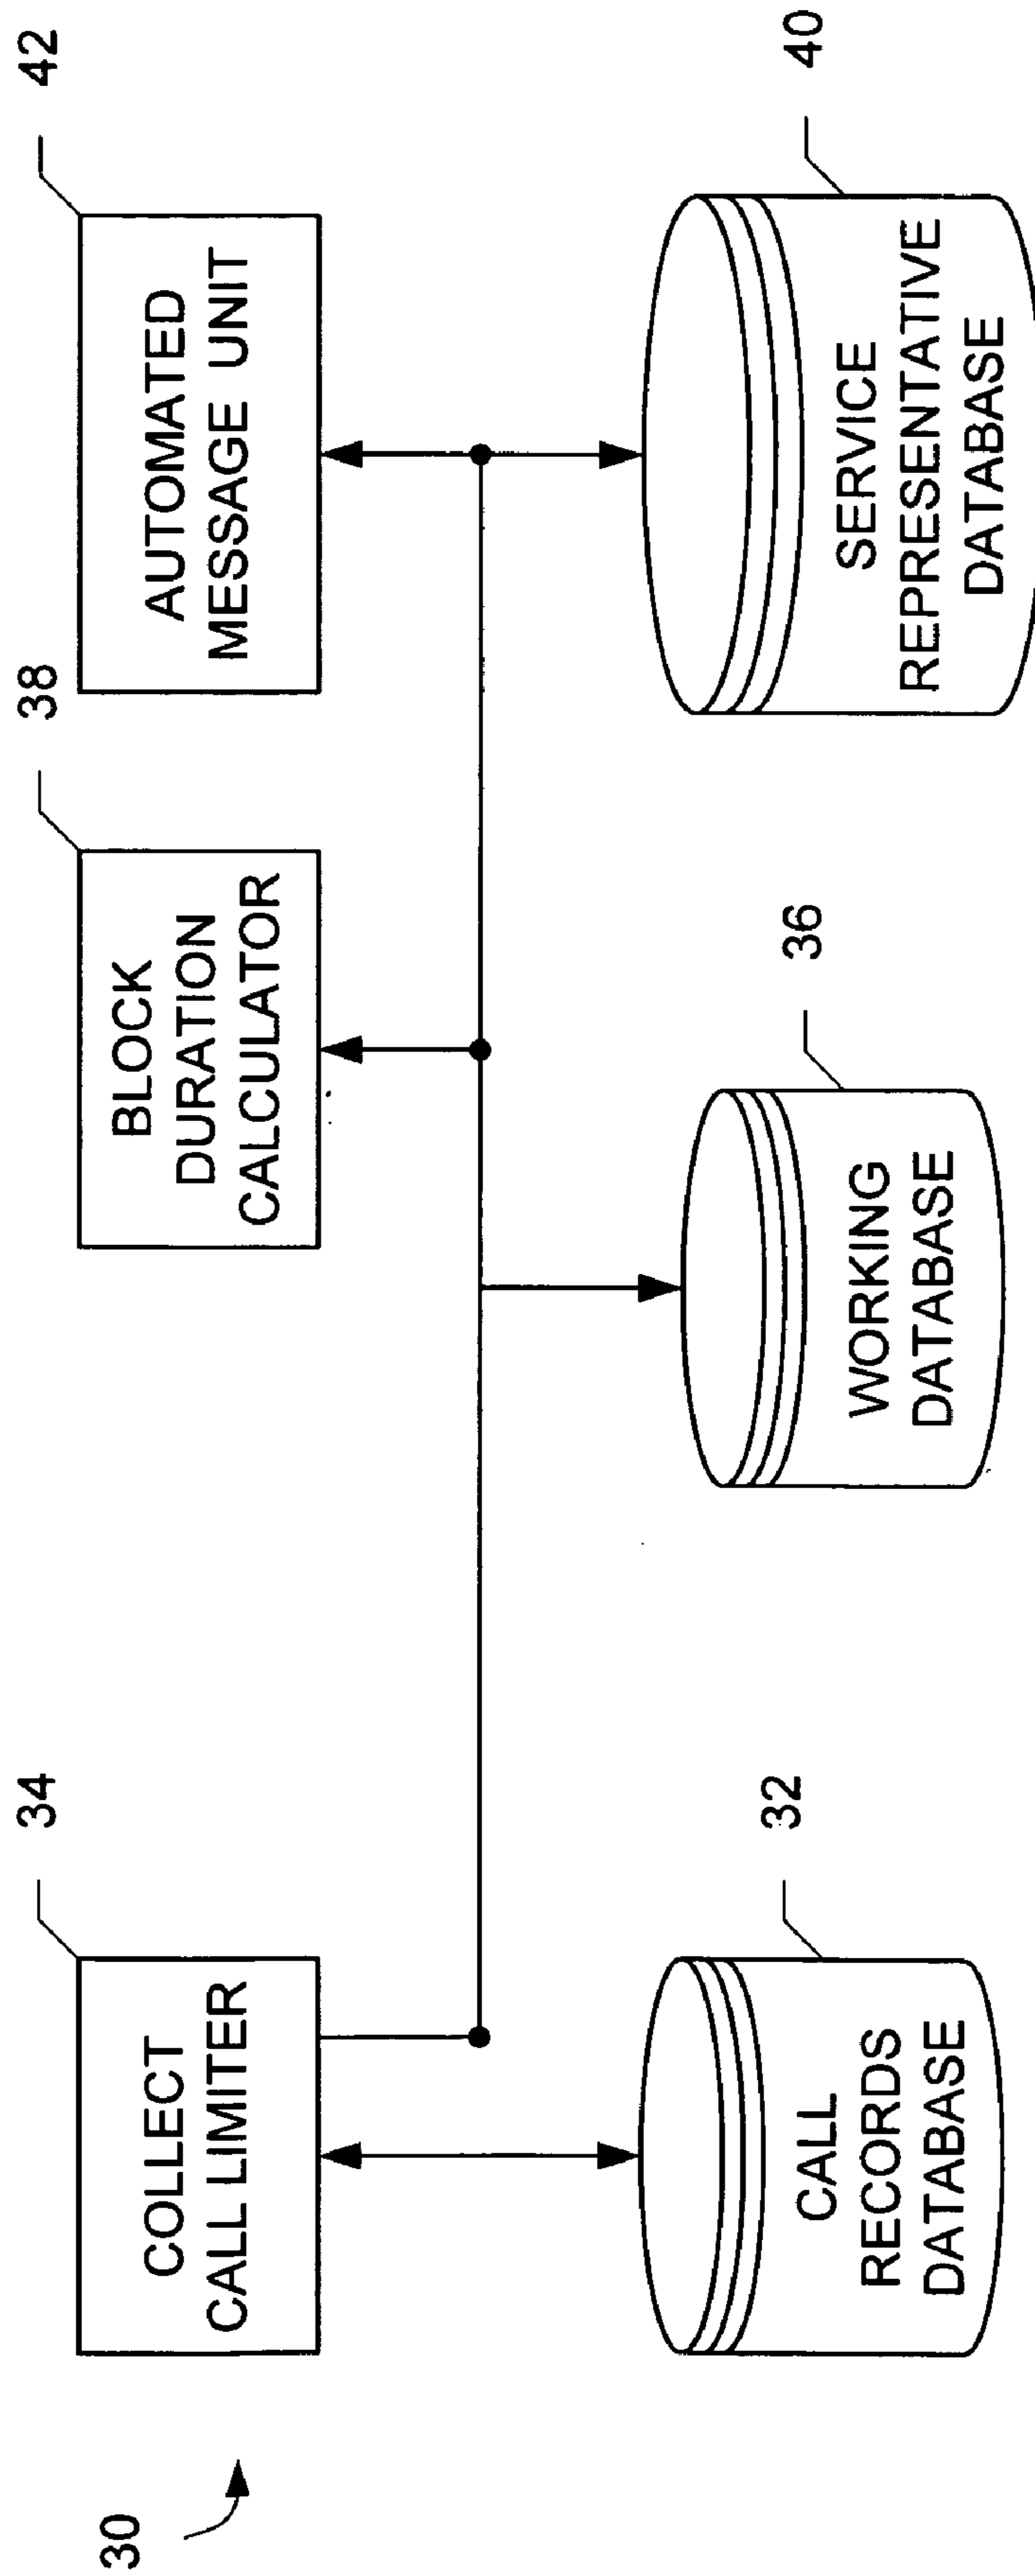 30
34
COLLECT
CALL LIMITER
38
BLOCK
DURATION
CALCULATOR
42
AUTOMATED
MESSAGE UNIT
32
CALL
RECORDS
DATABASE
36
WORKING
DATABASE
40
SERVICE
REPRESENTATIVE
DATABASE